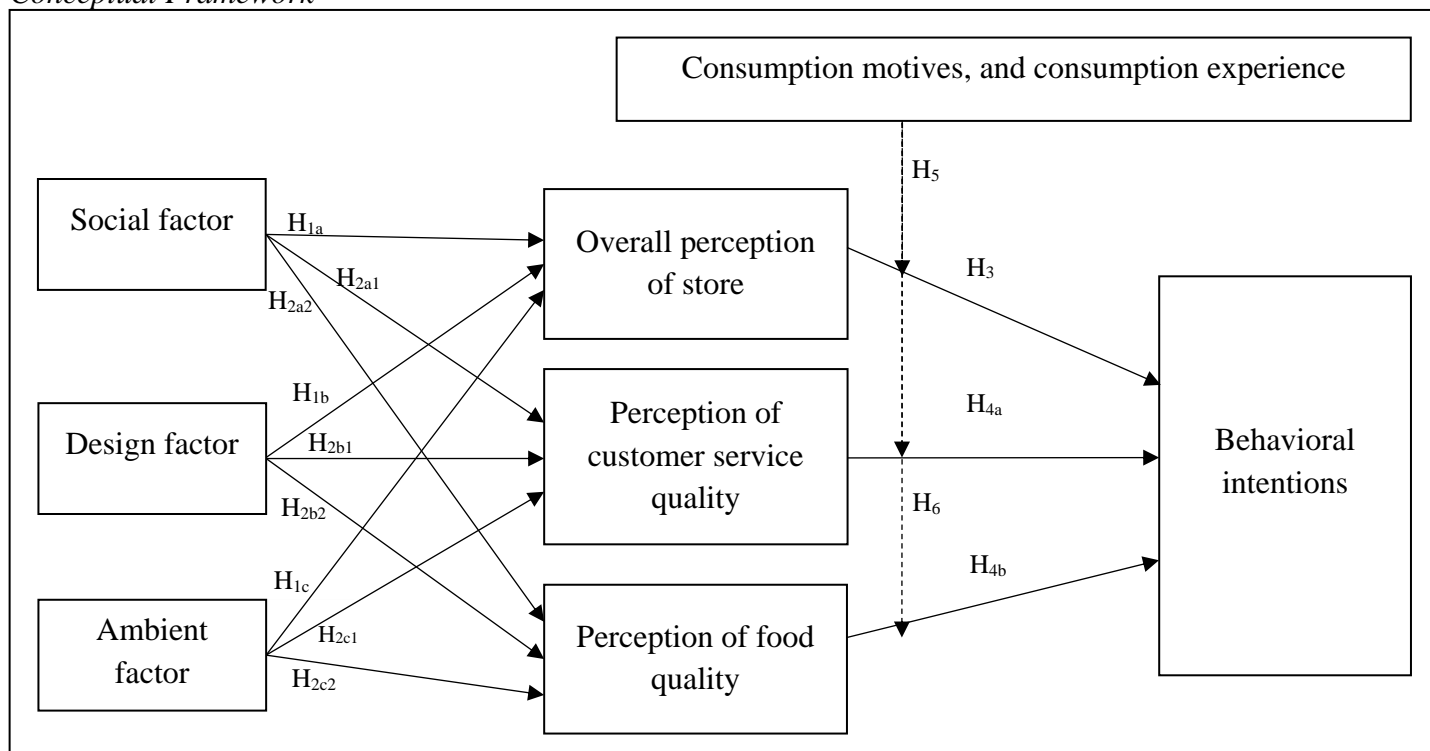 Conceptual Framework
Consumption motives, and consumption experience
H5
Social factor
H1a
H2a1
H2a2
Overall perception
of store
H3
Design factor
H1b
H2b1
H2b2
Perception of
customer service
quality
H4a
H6
Behavioral
intentions
Ambient
factor
H1c
H2c1
H2c2
Perception of food
quality
H4b